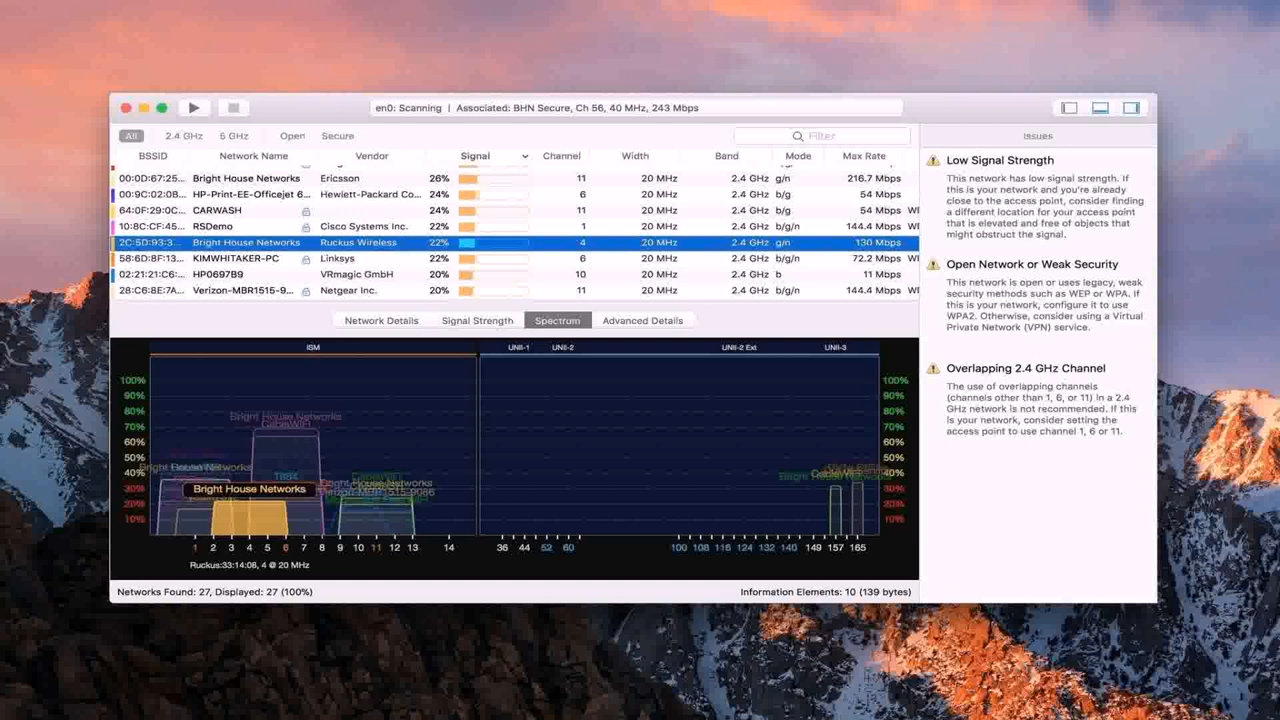 en0: Scanning | Associated: BHN Secure, Ch 56, 40 MHz, 243 Mbps
All 2.4 GHz 5 GHz Open Secure Filter
BSSID Network Name Vendor Signal Channel Width Band Mode Max Rate
00:0D:67:25... Bright House Networks Ericsson 26% 11 20 MHz 2.4 GHz g/n 216.7 Mbps
00:9C:02:0B... HP-Print-EE-Officejet 6... Hewlett-Packard Co... 24% 6 20 MHz 2.4 GHz b/g 54 Mbps
64:0F:29:0C... CARWASH 24% 11 20 MHz 2.4 GHz b/g 54 Mbps
10:8C:CF:45... RSDemo Cisco Systems Inc. 22% 1 20 MHz 2.4 GHz b/g/n 144.4 Mbps
2C:5D:93:3... Bright House Networks Ruckus Wireless 22% 4 20 MHz 2.4 GHz g/n 130 Mbps
58:6D:8F:13... KIMWHITAKER-PC Linksys 22% 6 20 MHz 2.4 GHz b/g/n 72.2 Mbps
02:21:21:C6:... HP0697B9 VRmagic GmbH 20% 10 20 MHz 2.4 GHz b 11 Mbps
28:C6:8E:7A... Verizon-MBR1515-9... Netgear Inc. 20% 11 20 MHz 2.4 GHz b/g/n 144.4 Mbps
Network Details Signal Strength Spectrum Advanced Details
ISM UNII-1 UNII-2 UNII-2 Ext UNII-3
100% 100%
90% 90%
80% 80%
70% 70%
60% 60%
50% 50%
40% 40%
30% 30%
20% 20%
10% 10%
Bright House Networks
CableWiFi
Bright House Networks
Bright House Networks
1 2 3 4 5 6 7 8 9 10 11 12 13 14 36 44 52 60 100 108 116 124 132 140 149 157 165
Ruckus:33:14:08, 4 @ 20 MHz
Networks Found: 27, Displayed: 27 (100%)
Information Elements: 10 (139 bytes)
Issues
Low Signal Strength
This network has low signal strength. If
this is your network and you're already
close to the access point, consider finding
a different location for your access point
that is elevated and free of objects that
might obstruct the signal.
Open Network or Weak Security
This network is open or uses legacy, weak
security methods such as WEP or WPA. If
this is your network, configure it to use
WPA2. Otherwise, consider using a Virtual
Private Network (VPN) service.
Overlapping 2.4 GHz Channel
The use of overlapping channels
(channels other than 1, 6, or 11) in a 2.4
GHz network is not recommended. If this
is your network, consider setting the
access point to use channel 1, 6 or 11.